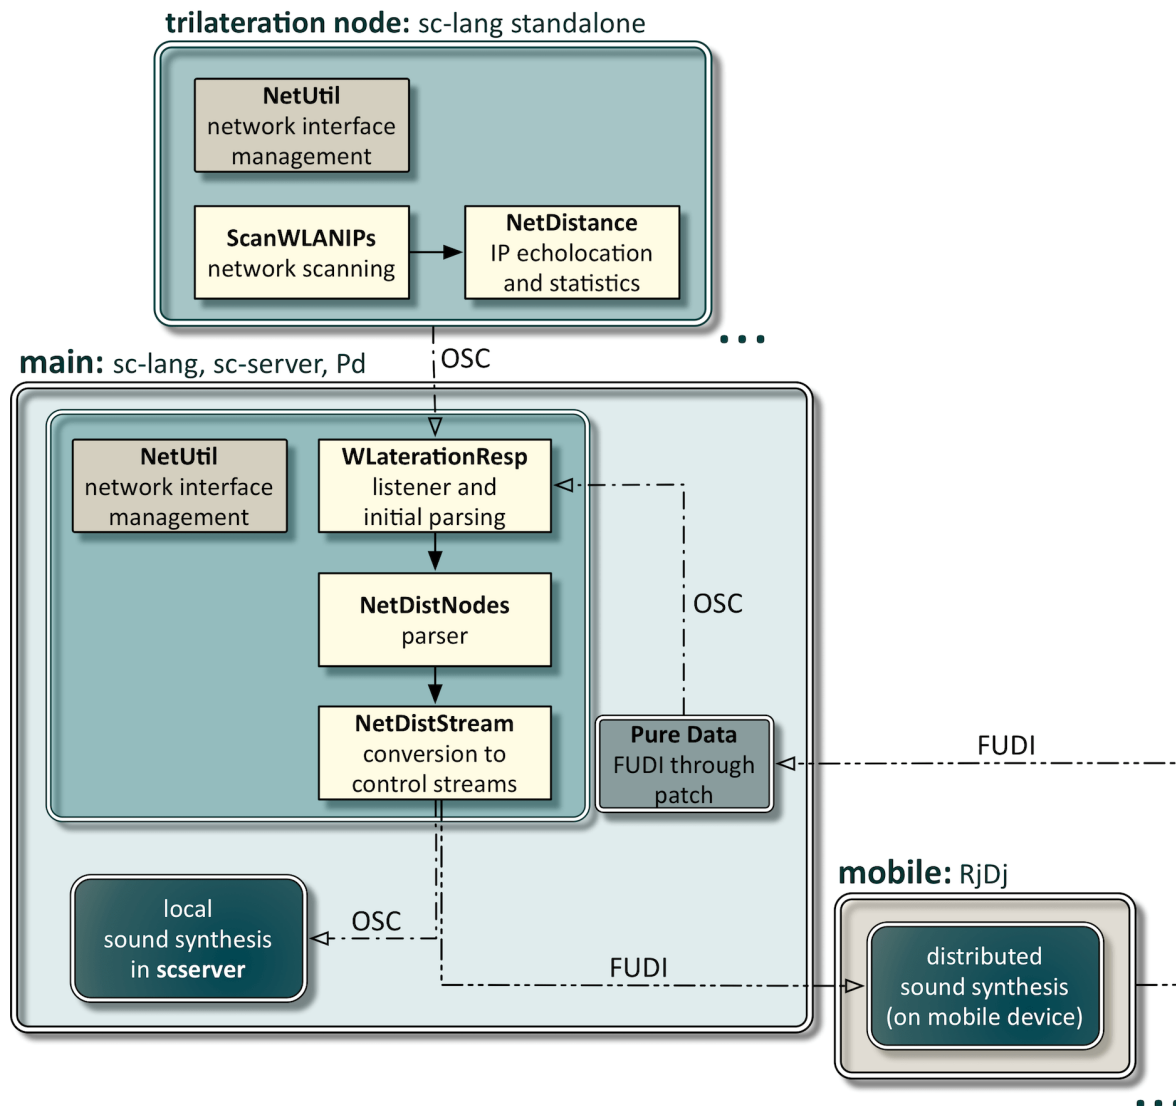 trilateration node: sc-lang standalone
NetUtil
network interface
management
ScanWLANIPs
network scanning
NetDistance
IP echolocation
and statistics
...
OSC
main: sc-lang, sc-server, Pd
NetUtil
network interface
management
WLaterationResp
listener and
initial parsing
OSC
NetDistNodes
parser
NetDistStream
conversion to
control streams
Pure Data
FUDI through
patch
FUDI
local
sound synthesis
in scserver
OSC
FUDI
mobile: RjDj
distributed
sound synthesis
(on mobile device)
...